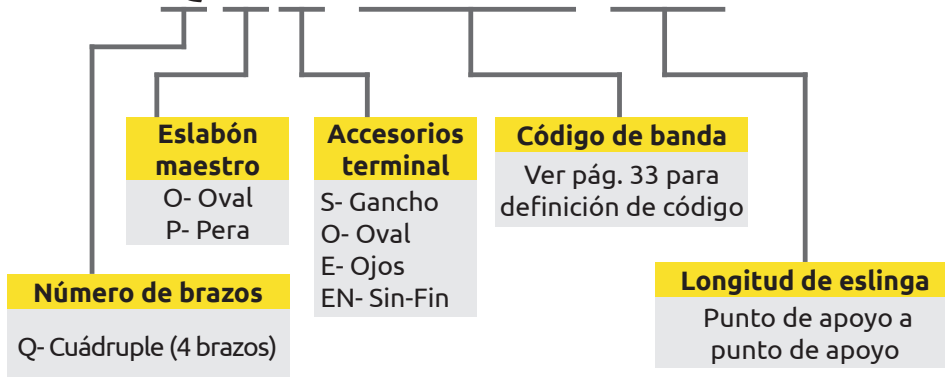 Eslabón
maestro
O- Oval
P- Pera
Accesorios
terminal
S- Gancho
O- Oval
E- Ojos
EN- Sin-Fin
Código de banda
Ver pág. 33 para
definición de código
Número de brazos
Q- Cuádruple (4 brazos)
Longitud de eslinga
Punto de apoyo a
punto de apoyo